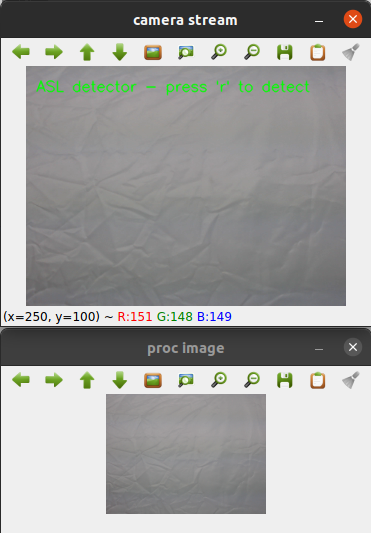 camera stream
ASL detector - press 'd' to detect
(x=250, y=100) ~ R:151 G:148 B:149
proc image